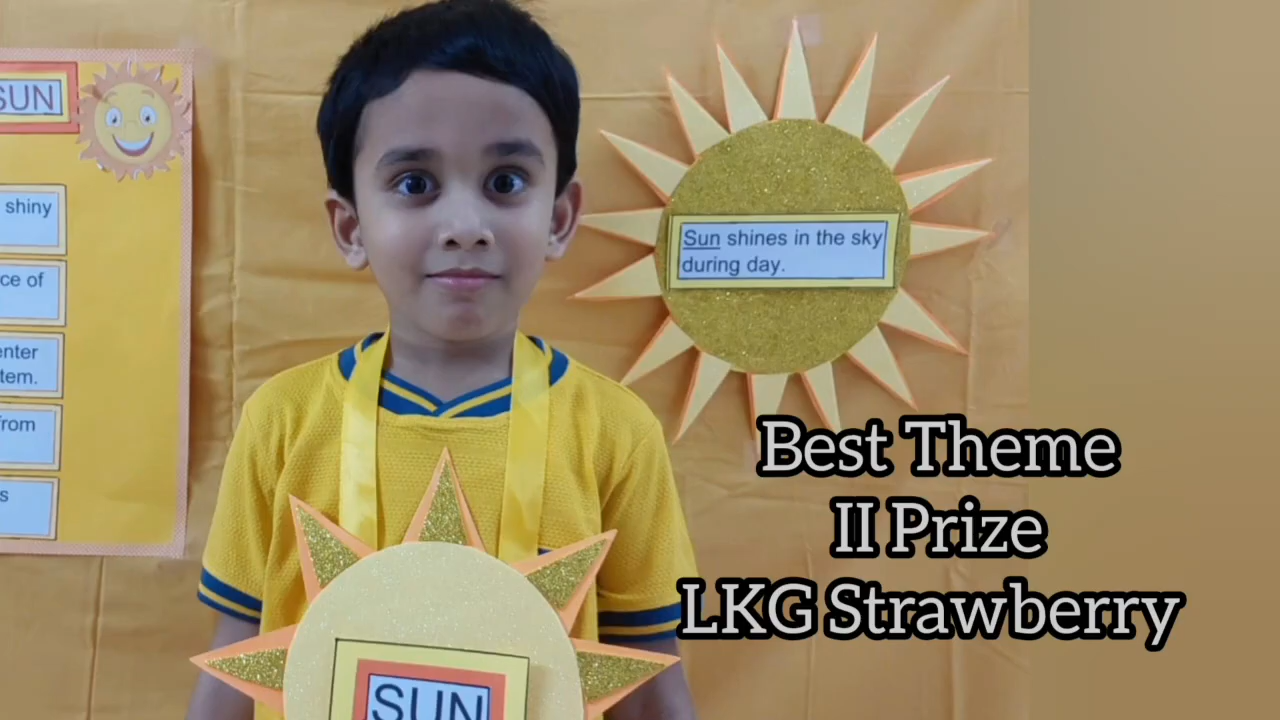 SUN
shiny
ce of
enter
tem.
from
s
Sun shines in the sky
during day.
Best Theme
II Prize
LKG Strawberry
SUN